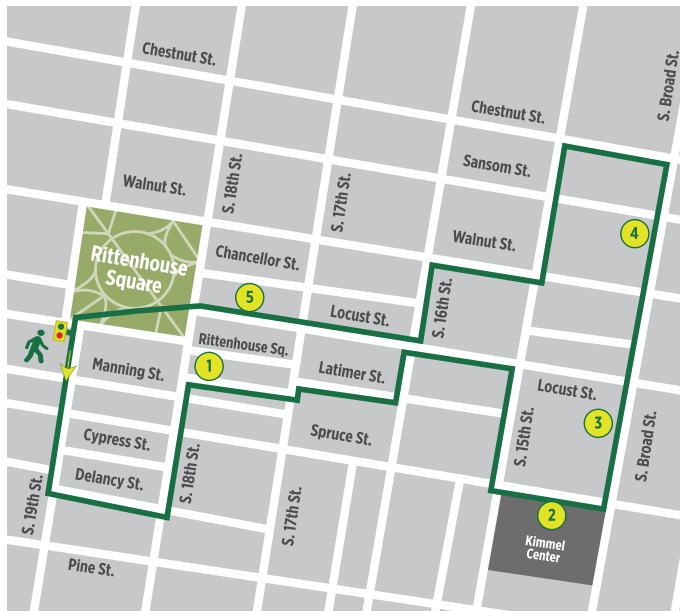 Chestnut St.
S. Broad St.
Chestnut St.
Sansom St.
S. 18th St.
Walnut St.
S. 17th St.
Walnut St.
4
Rittenhouse
Square
Chancellor St.
5
S. 16th St.
Locust St.
Rittenhouse Sq.
1
Manning St.
Latimer St.
Locust St.
S. 15th St.
3
S. Broad St.
Cypress St.
Spruce St.
Delancy St.
S. 18th St.
S. 19th St.
S. 17th St.
2
Kimmel
Center
Pine St.